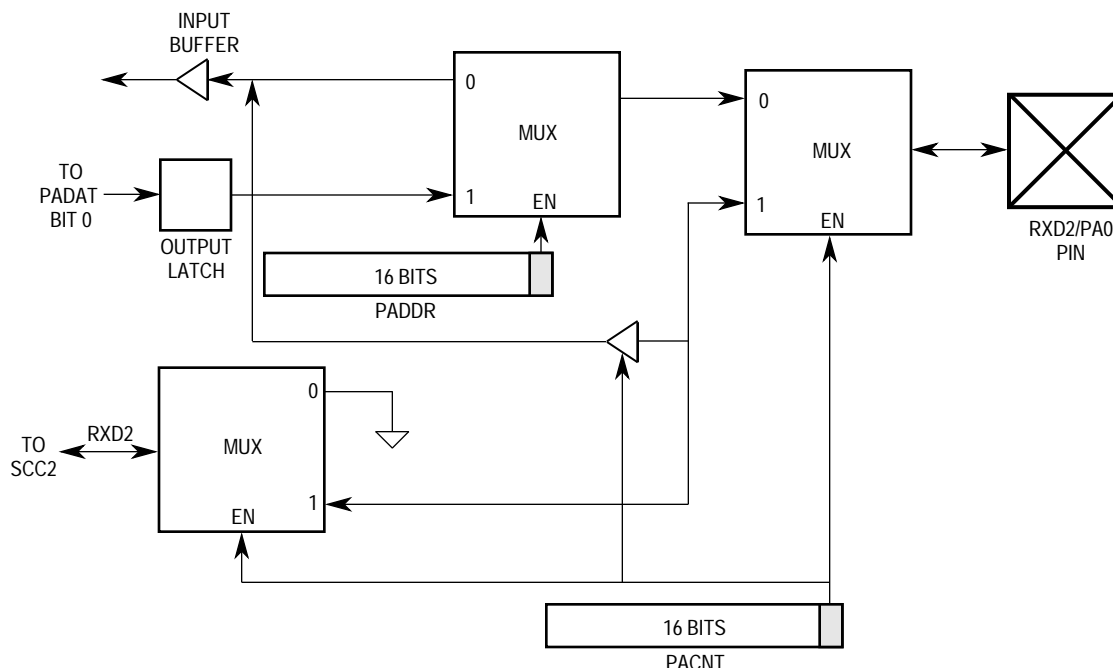 INPUT
BUFFER
0
MUX
1
EN
0
MUX
1
EN
TO
PADAT
BIT 0
OUTPUT
LATCH
RXD2/PA0
PIN
16 BITS
PADDR
0
RXD2
MUX
TO
SCC2
1
EN
16 BITS
PACNT